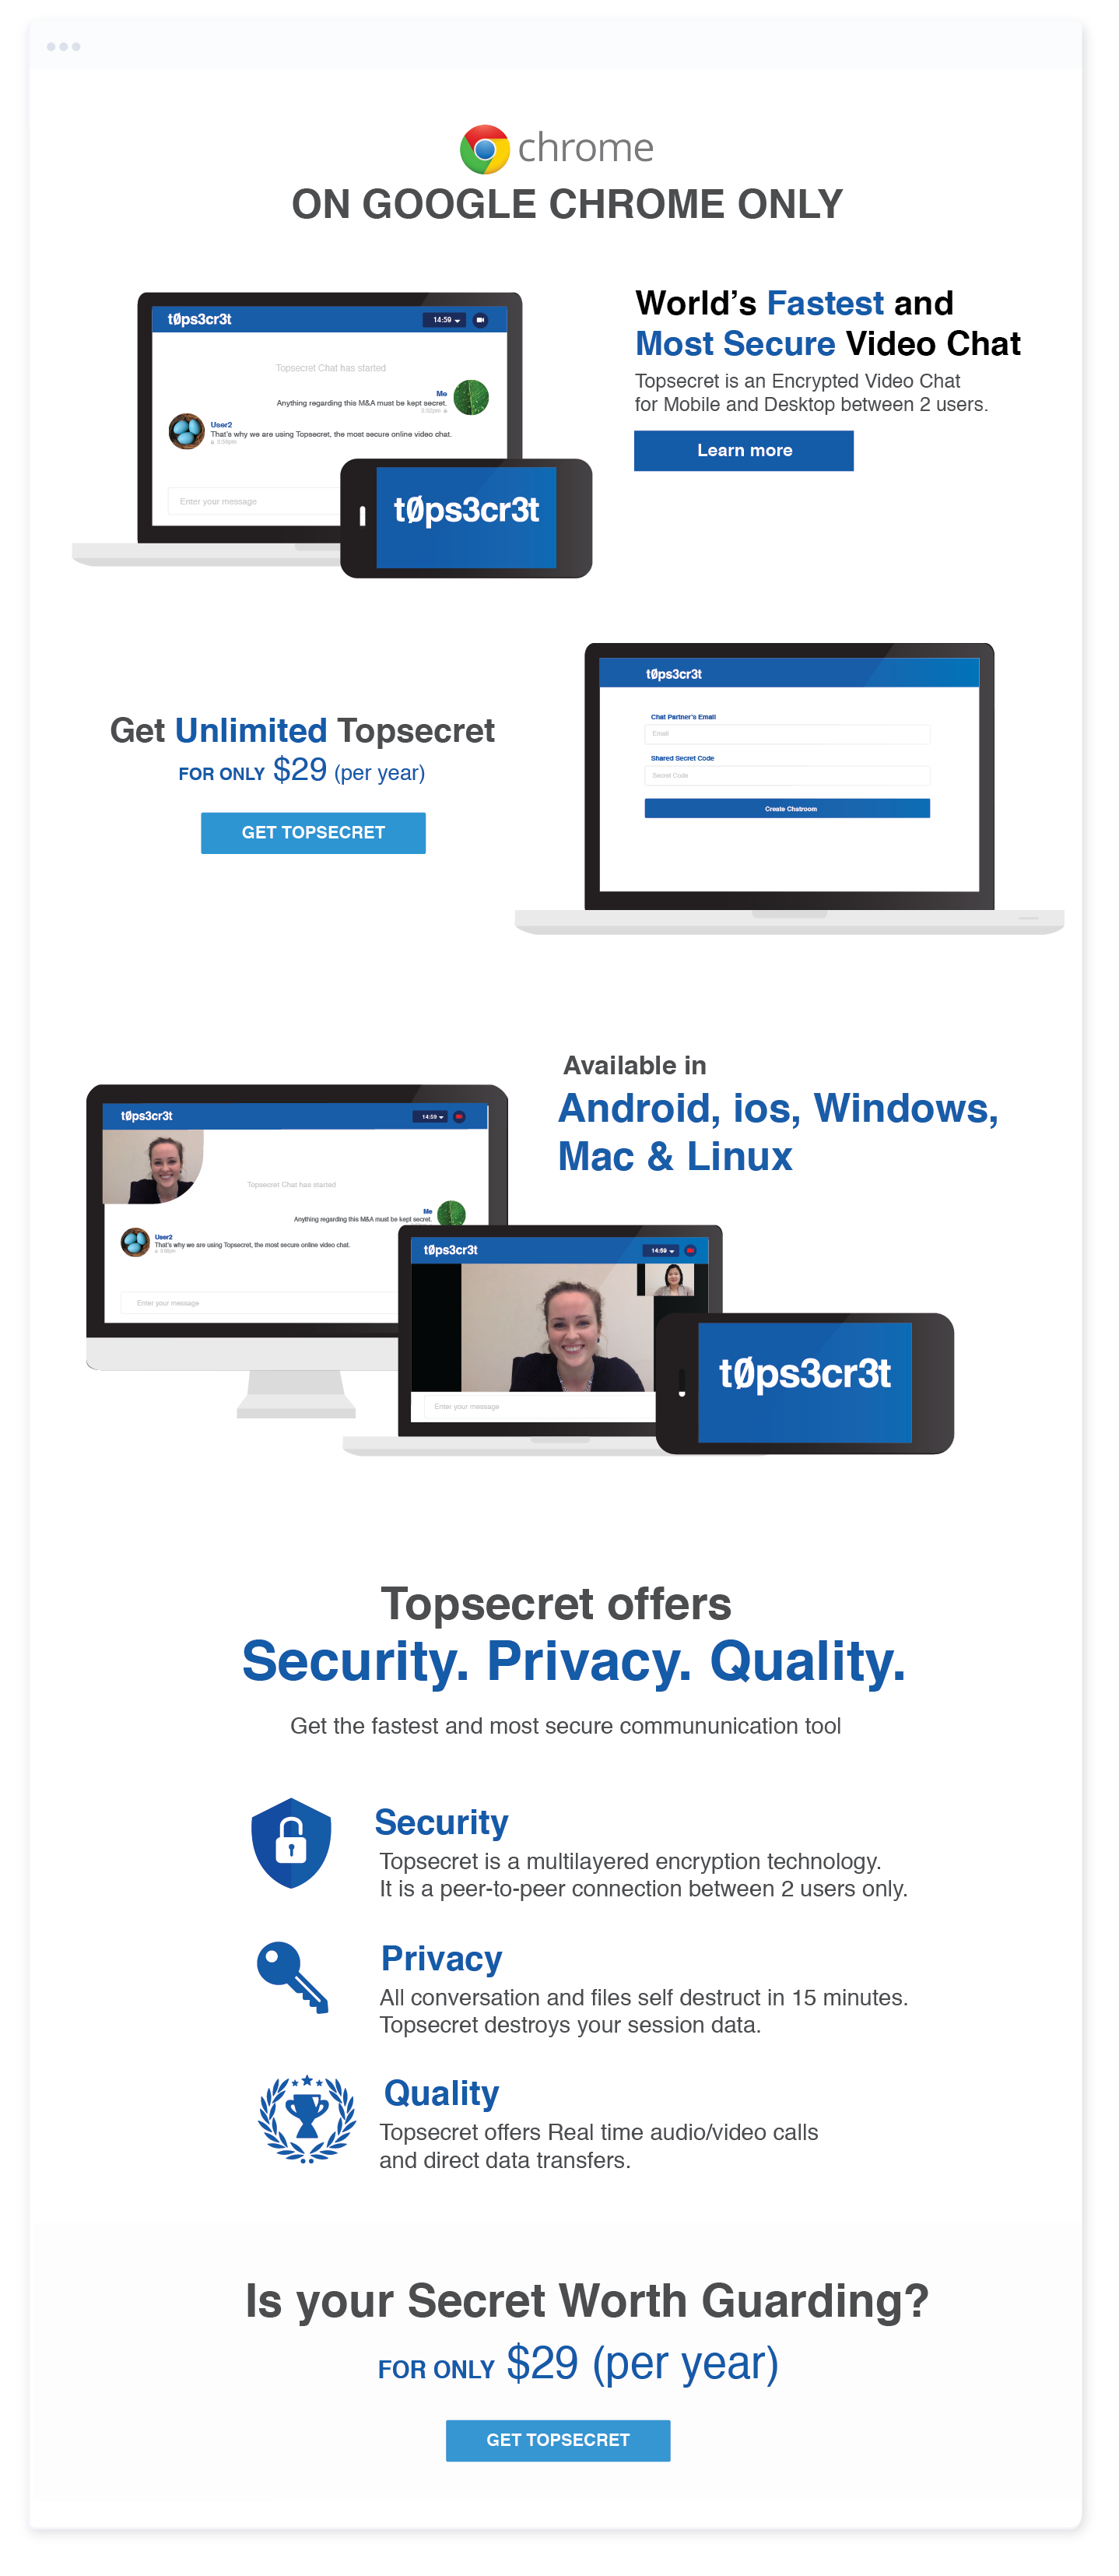 chrome
ON GOOGLE CHROME ONLY
tØps3cr3t
14:59
Topsecret Chat has started
Me
Anything regarding this M&A must be kept secret.
User2
That's why we are using Topsecret, the most secure online video chat.
Enter your message
tØps3cr3t
World's Fastest and
Most Secure Video Chat
Topsecret is an Encrypted Video Chat
for Mobile and Desktop between 2 users.
Learn more
Get Unlimited Topsecret
FOR ONLY $29 (per year)
GET TOPSECRET
tØps3cr3t
Chat Partner's Email
Email
Shared Secret Code
Secret Code
Create Chatroom
Available in
Android, ios, Windows,
Mac & Linux
tØps3cr3t
14:59
Topsecret Chat has started
Me
Anything regarding this M&A must be kept secret.
User2
That's why we are using Topsecret, the most secure online video chat.
Enter your message
tØps3cr3t
14:59
Enter your message
tØps3cr3t
Topsecret offers
Security. Privacy. Quality.
Get the fastest and most secure commununication tool
Security
Topsecret is a multilayered encryption technology.
It is a peer-to-peer connection between 2 users only.
Privacy
All conversation and files self destruct in 15 minutes.
Topsecret destroys your session data.
Quality
Topsecret offers Real time audio/video calls
and direct data transfers.
Is your Secret Worth Guarding?
FOR ONLY $29 (per year)
GET TOPSECRET